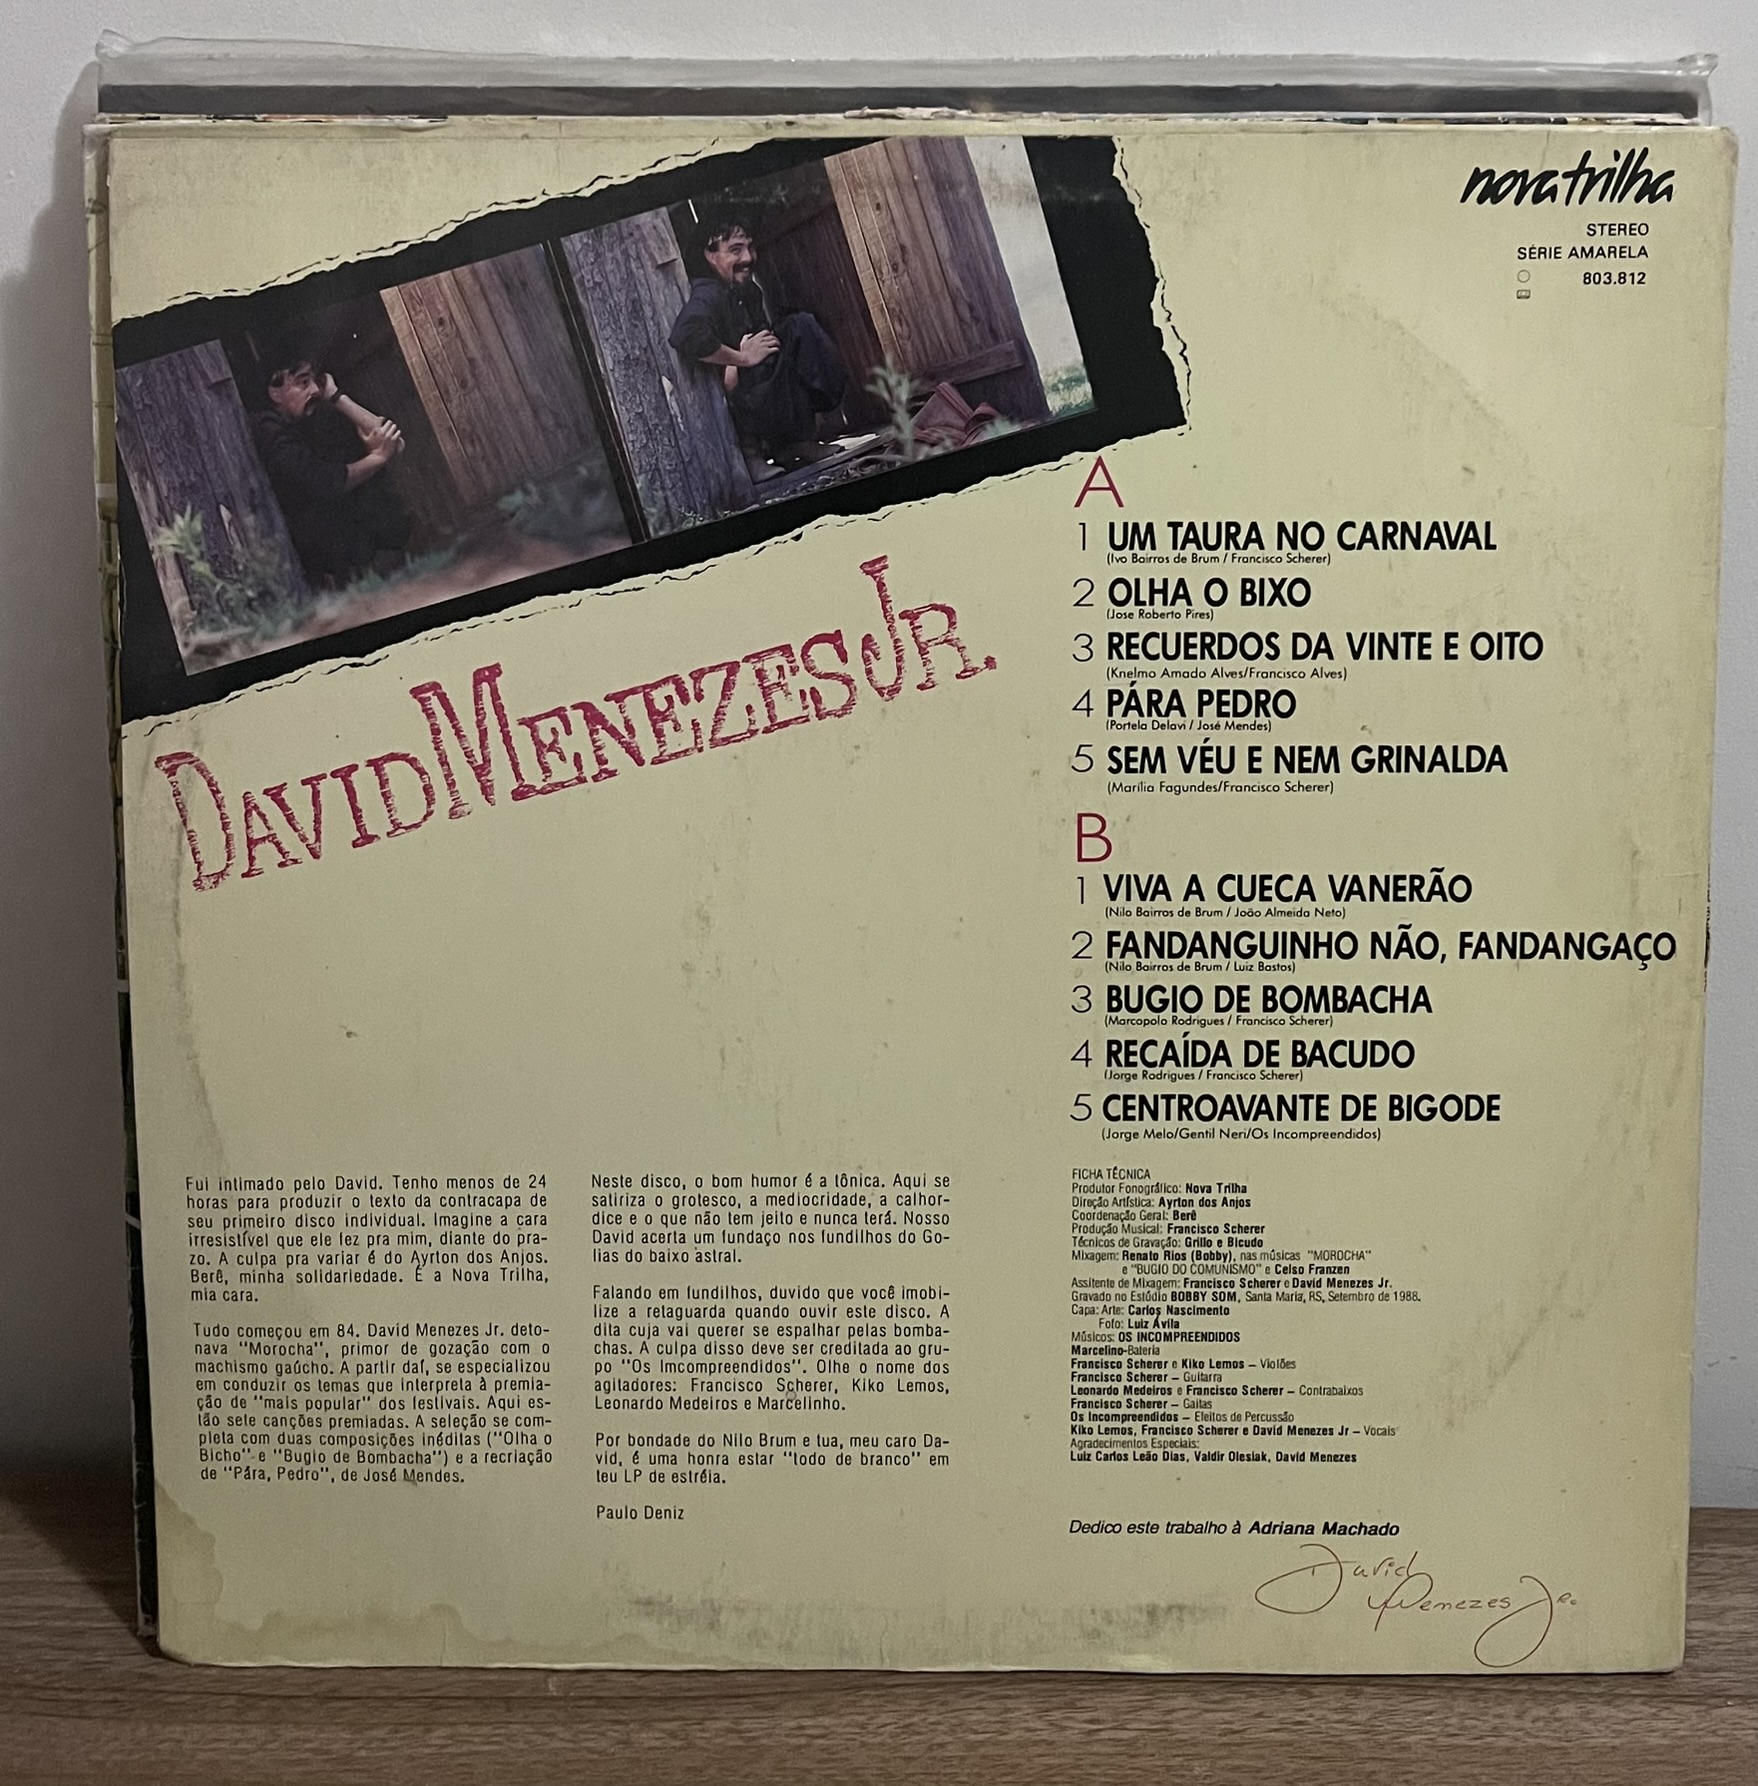 novatrilha
STEREO
SÉRIE AMARELA
803.812
DAVID MENEZES JR.
A
1 UM TAURA NO CARNAVAL
(Ivo Bairros de Brum / Francisco Scherer)
2 OLHA O BIXO
(Jose Roberto Pires)
3 RECUERDOS DA VINTE E OITO
(Knelmo Amado Alves/Francisco Alves)
4 PÁRA PEDRO
(Portela Delavi / José Mendes)
5 SEM VÉU E NEM GRINALDA
(Marília Fagundes/Francisco Scherer)
B
1 VIVA A CUECA VANERÃO
(Nilo Bairros de Brum / João Almeida Neto)
2 FANDANGUINHO NÃO, FANDANGAÇO
(Nilo Bairros de Brum / Luiz Bastos)
3 BUGIO DE BOMBACHA
(Marcopolo Rodrigues / Francisco Scherer)
4 RECAÍDA DE BACUDO
(Jorge Rodrigues / Francisco Scherer)
5 CENTROAVANTE DE BIGODE
(Jorge Melo/Gentil Neri/Os Incompreendidos)
Fui intimado pelo David. Tenho menos de 24
horas para produzir o texto da contracapa de
seu primeiro disco individual. Imagine a cara
irresistível que ele fez pra mim, diante do pra-
zo. A culpa pra variar é do Ayrton dos Anjos.
Berê, minha solidariedade. É a Nova Trilha,
mia cara.
Tudo começou em 84. David Menezes Jr. deto-
nava "Morocha", primor de gozação com o
machismo gaúcho. A partir daí, se especializou
em conduzir os temas que interpreta à premia-
ção de "mais popular" dos festivais. Aqui es-
tão sete canções premiadas. A seleção se com-
pleta com duas composições inéditas ("Olha o
Bicho" e "Bugio de Bombacha") e a recriação
de "Pára, Pedro", de José Mendes.
Neste disco, o bom humor é a tônica. Aqui se
satiriza o grotesco, a mediocridade, a calhor-
dice e o que não tem jeito e nunca terá. Nosso
David acerta um fundaço nos fundilhos do Go-
lias do baixo astral.
Falando em fundilhos, duvido que você imobi-
lize a retaguarda quando ouvir este disco. A
dita cuja vai querer se espalhar pelas bomba-
chas. A culpa disso deve ser creditada ao gru-
po "Os Imcompreendidos". Olhe o nome dos
agitadores: Francisco Scherer, Kiko Lemos,
Leonardo Medeiros e Marcelinho.
Por bondade do Nilo Brum e tua, meu caro Da-
vid, é uma honra estar "todo de branco" em
teu LP de estréia.
Paulo Deniz
FICHA TÉCNICA
Produtor Fonográfico: Nova Trilha
Direção Artística: Ayrton dos Anjos
Coordenação Geral: Berê
Produção Musical: Francisco Scherer
Técnicos de Gravação: Grillo e Bicudo
Mixagem: Renato Rios (Bobby), nas músicas "MOROCHA"
e "BUGIO DO COMUNISMO" e Celso Franzen
Assitente de Mixagem: Francisco Scherer e David Menezes Jr.
Gravado no Estúdio BOBBY SOM, Santa Maria, RS, Setembro de 1988.
Capa: Arte: Carlos Nascimento
Foto: Luiz Ávila
Músicos: OS INCOMPREENDIDOS
Marcelino-Bateria
Francisco Scherer e Kiko Lemos – Violões
Francisco Scherer – Guitarra
Leonardo Medeiros e Francisco Scherer – Contrabaixos
Francisco Scherer – Gaitas
Os Incompreendidos – Efeitos de Percussão
Kiko Lemos, Francisco Scherer e David Menezes Jr – Vocais
Agradecimentos Especiais:
Luiz Carlos Leão Dias, Valdir Olesiak, David Menezes
Dedico este trabalho à Adriana Machado
David
Menezes Jr.